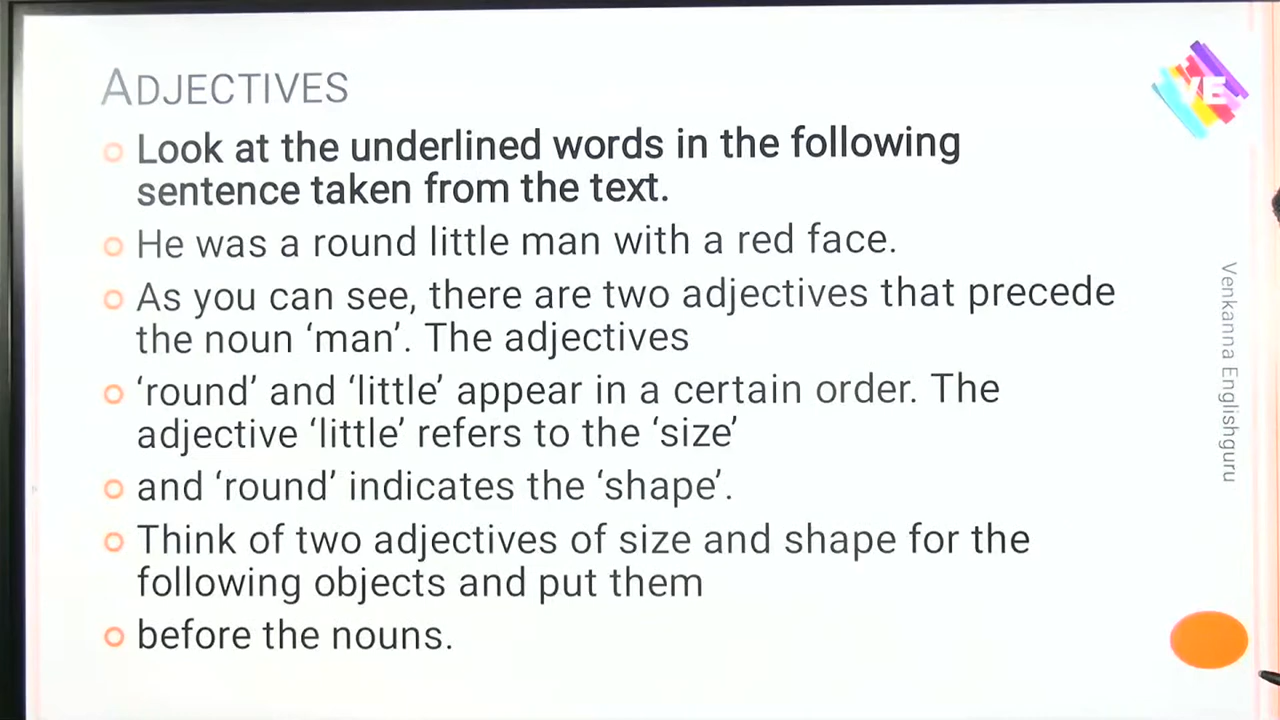 ADJECTIVES
Look at the underlined words in the following
sentence taken from the text.
He was a round little man with a red face.
As you can see, there are two adjectives that precede
the noun ‘man’. The adjectives
‘round’ and ‘little’ appear in a certain order. The
adjective ‘little’ refers to the ‘size’
and ‘round’ indicates the ‘shape’.
Think of two adjectives of size and shape for the
following objects and put them
before the nouns.
VE
Venkanna Englishguru